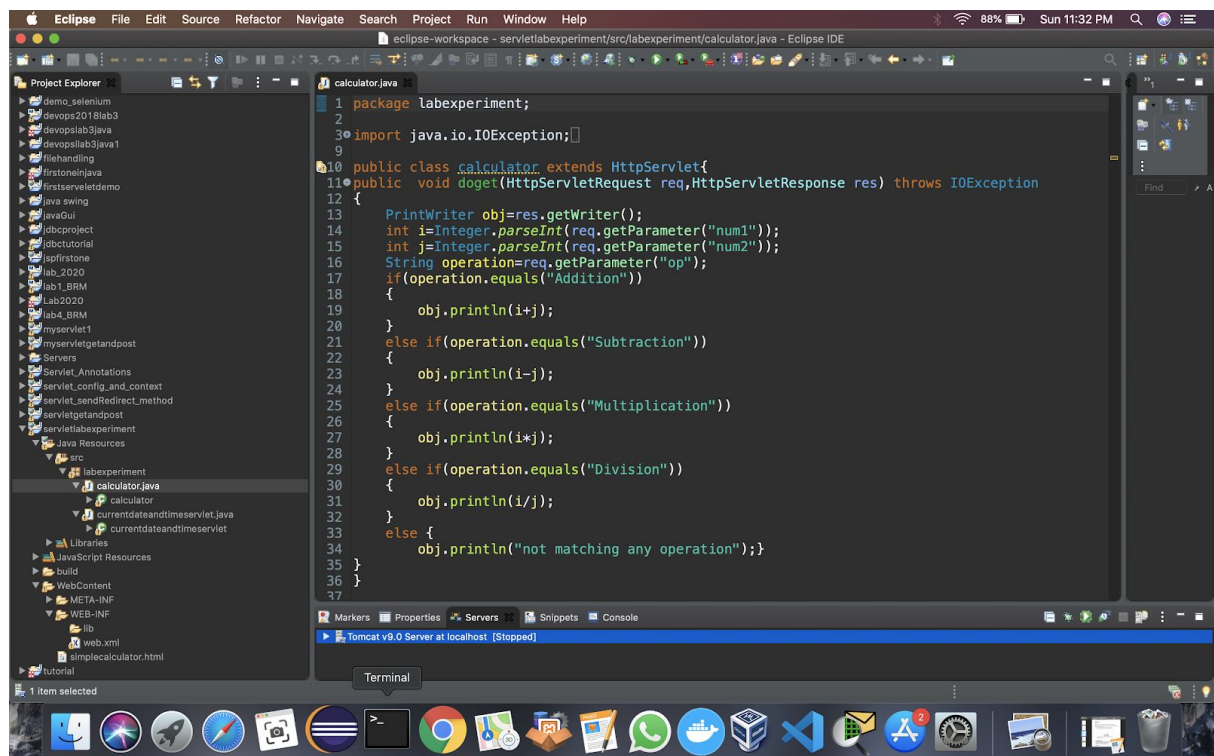 Eclipse File Edit Source Refactor Navigate Search Project Run Window Help 88% Sun 11:32 PM
eclipse-workspace - servletlabexperiment/src/labexperiment/calculator.java - Eclipse IDE
Project Explorer
demo_selenium
devops2018lab3
devopslab3java
devopsilab3java1
filehandling
firstoneinjava
firstserveletdemo
java swing
javaGui
jdbcproject
jdbctutorial
jspfirstone
lab_2020
lab1_BRM
Lab2020
lab4_BRM
myservlet1
myservletgetandpost
Servers
Servlet_Annotations
servlet_config_and_context
servlet_sendRedirect_method
servletgetandpost
servletlabexperiment
Java Resources
src
labexperiment
calculator.java
calculator
currentdateandtimeservlet.java
currentdateandtimeservlet
Libraries
JavaScript Resources
build
WebContent
META-INF
WEB-INF
lib
web.xml
simplecalculator.html
tutorial
calculator.java
1 package labexperiment;
2
3 import java.io.IOException;
9
10 public class calculator extends HttpServlet{
11 public  void doget(HttpServletRequest req,HttpServletResponse res) throws IOException
12 {
13     PrintWriter obj=res.getWriter();
14     int i=Integer.parseInt(req.getParameter("num1"));
15     int j=Integer.parseInt(req.getParameter("num2"));
16     String operation=req.getParameter("op");
17     if(operation.equals("Addition"))
18     {
19         obj.println(i+j);
20     }
21     else if(operation.equals("Subtraction"))
22     {
23         obj.println(i-j);
24     }
25     else if(operation.equals("Multiplication"))
26     {
27         obj.println(i*j);
28     }
29     else if(operation.equals("Division"))
30     {
31         obj.println(i/j);
32     }
33     else {
34         obj.println("not matching any operation");}
35 }
36 }
37
Find A
Markers Properties Servers Snippets Console
Tomcat v9.0 Server at localhost [Stopped]
Terminal
1 item selected
2